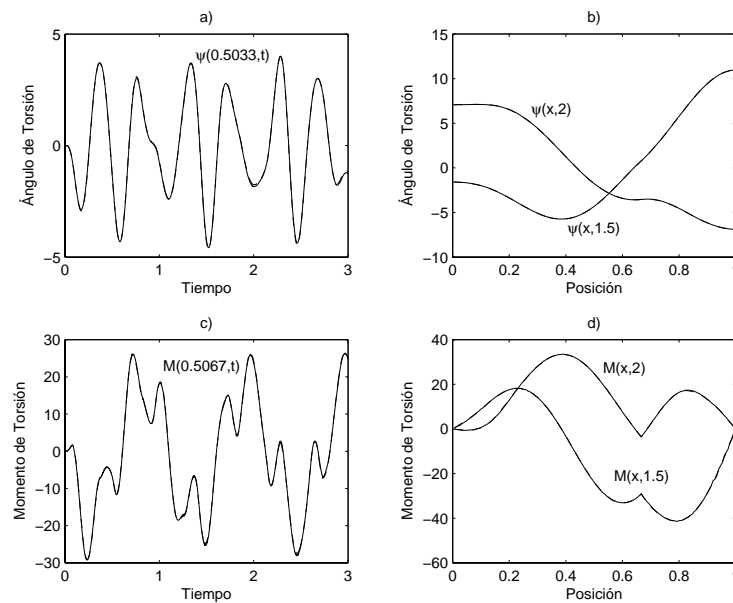 a)
5
0
−5
0 1 2 3
Ángulo de Torsión
Tiempo
ψ(0.5033,t)
b)
15
10
5
0
−5
−10
0 0.2 0.4 0.6 0.8 1
Ángulo de Torsión
Posición
ψ(x,2)
ψ(x,1.5)
c)
30
20
10
0
−10
−20
−30
0 1 2 3
Momento de Torsión
Tiempo
M(0.5067,t)
d)
40
20
0
−20
−40
−60
0 0.2 0.4 0.6 0.8 1
Momento de Torsión
Posición
M(x,2)
M(x,1.5)